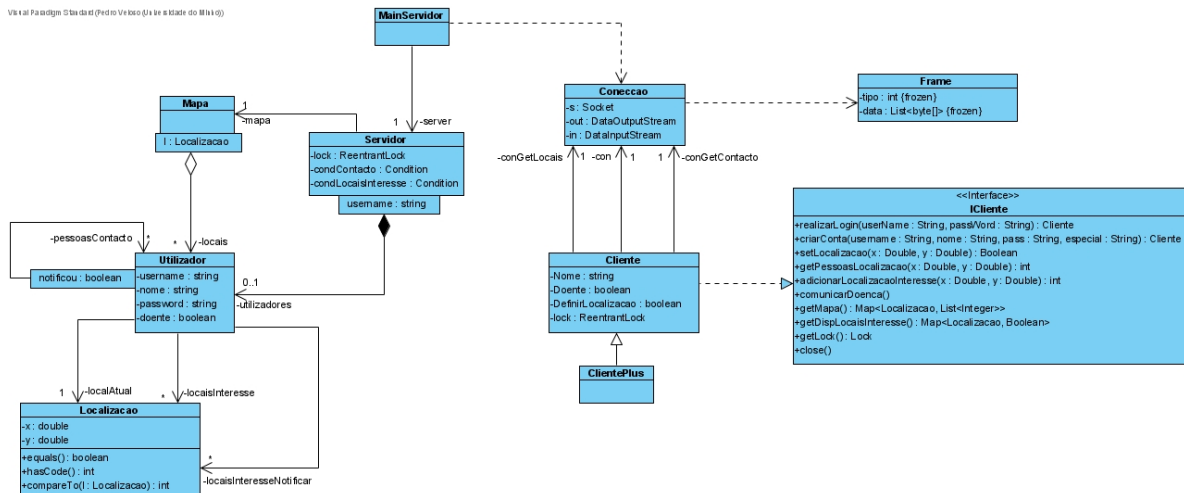 Visual Paradigm Standard (Pedro Veloso (Universidade do Minho))
MainServidor
1
-server
Mapa
l : Localizacao
1
-mapa
Servidor
-lock : ReentrantLock
-condContacto : Condition
-condLocaisInteresse : Condition
username : string
-pessoasContacto
*
notificou : boolean
*
-locais
Utilizador
-username : string
-nome : string
-password : string
-doente : boolean
0..1
-utilizadores
1
-localAtual
*
-locaisInteresse
*
-locaisInteresseNotificar
Localizacao
-x : double
-y : double
+equals() : boolean
+hasCode() : int
+compareTo(l : Localizacao) : int
Coneccao
-s : Socket
-out : DataOutputStream
-in : DataInputStream
Frame
-tipo : int {frozen}
-data : List<byte[]> {frozen}
-conGetLocais
1
-con
1
1
-conGetContacto
Cliente
-Nome : string
-Doente : boolean
-DefinirLocalizacao : boolean
-lock : ReentrantLock
ClientePlus
<<Interface>>
ICliente
+realizarLogin(userName : String, passWord : String) : Cliente
+criarConta(username : String, nome : String, pass : String, especial : String) : Cliente
+setLocalizacao(x : Double, y : Double) : Boolean
+getPessoasLocalizacao(x : Double, y : Double) : int
+adicionarLocalizacaoInteresse(x : Double, y : Double) : int
+comunicarDoenca()
+getMapa() : Map<Localizacao, List<Integer>>
+getDispLocaisInteresse() : Map<Localizacao, Boolean>
+getLock() : Lock
+close()